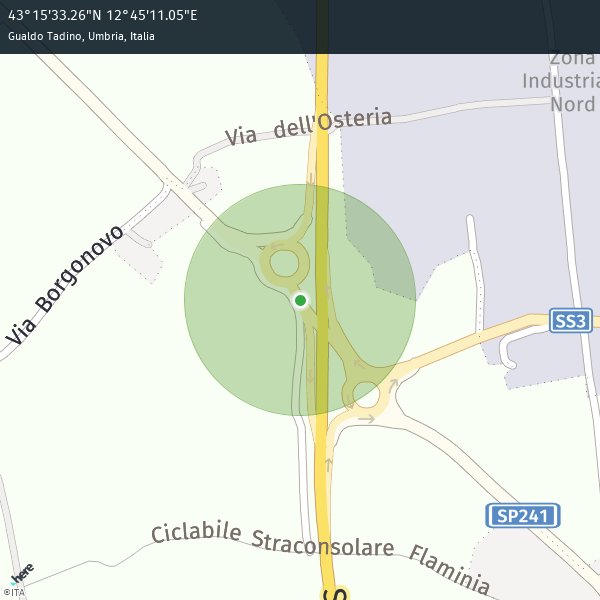 43°15'33.26"N 12°45'11.05"E
Gualdo Tadino, Umbria, Italia
Zona
Industria
Nord
Via dell'Osteria
Via Borgonovo
SS3
SP241
Ciclabile Straconsolare Flaminia
S
here
©ITA